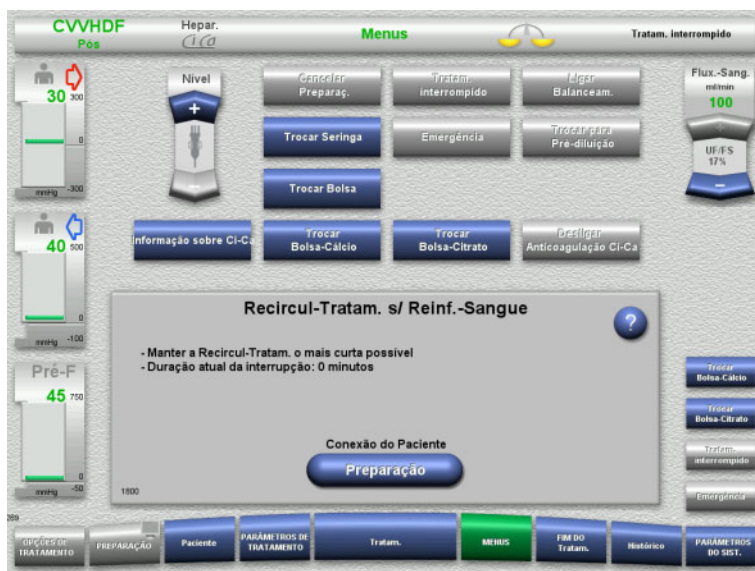 CVVHDF
Pós
Hepar.
Ci Ca
Menus
Tratam. interrompido
30
300
0
-300
mmHg
40
500
0
-100
mmHg
Pré-F
45
750
0
-50
mmHg
Nivel
+
-
Cancelar
Preparaç.
Tratam.
interrompido
Ligar
Balanceam.
Trocar Seringa
Emergência
Trocar para
Pré-diluição
Trocar Bolsa
Informação sobre Ci-Ca
Trocar
Bolsa-Cálcio
Trocar
Bolsa-Citrato
Desligar
Anticoagulação Ci-Ca
Flux.-Sang.
ml/min
100
+
UF/FS
17%
-
Recircul-Tratam. s/ Reinf.-Sangue
?
- Manter a Recircul-Tratam. o mais curta possível
- Duração atual da interrupção: 0 minutos
Conexão do Paciente
Preparação
1800
Trocar
Bolsa-Cálcio
Trocar
Bolsa-Citrato
Tratam.
interrompido
Emergência
OPÇÕES DE
TRATAMENTO
PREPARAÇÃO
Paciente
PARÂMETROS DE
TRATAMENTO
Tratam.
MENUS
FIM DO
Tratam.
Histórico
PARÂMETROS
DO SIST.